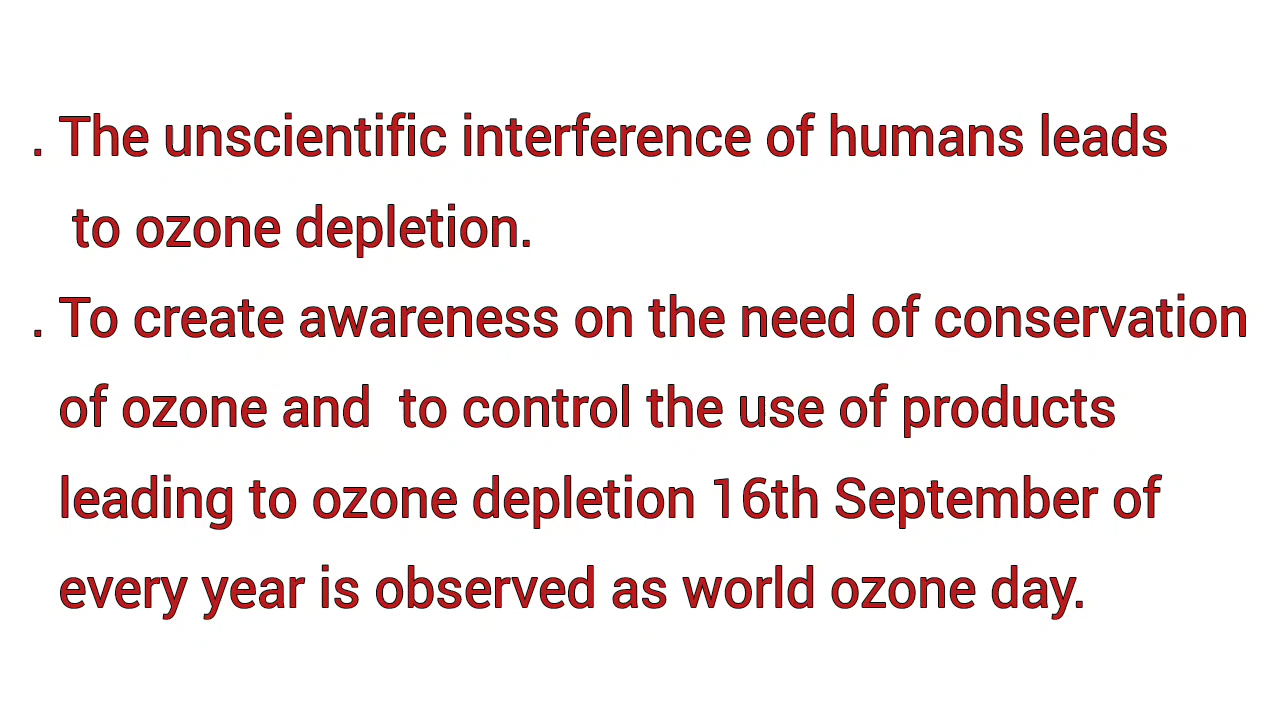 . The unscientific interference of humans leads
to ozone depletion.
. To create awareness on the need of conservation
of ozone and  to control the use of products
leading to ozone depletion 16th September of
every year is observed as world ozone day.